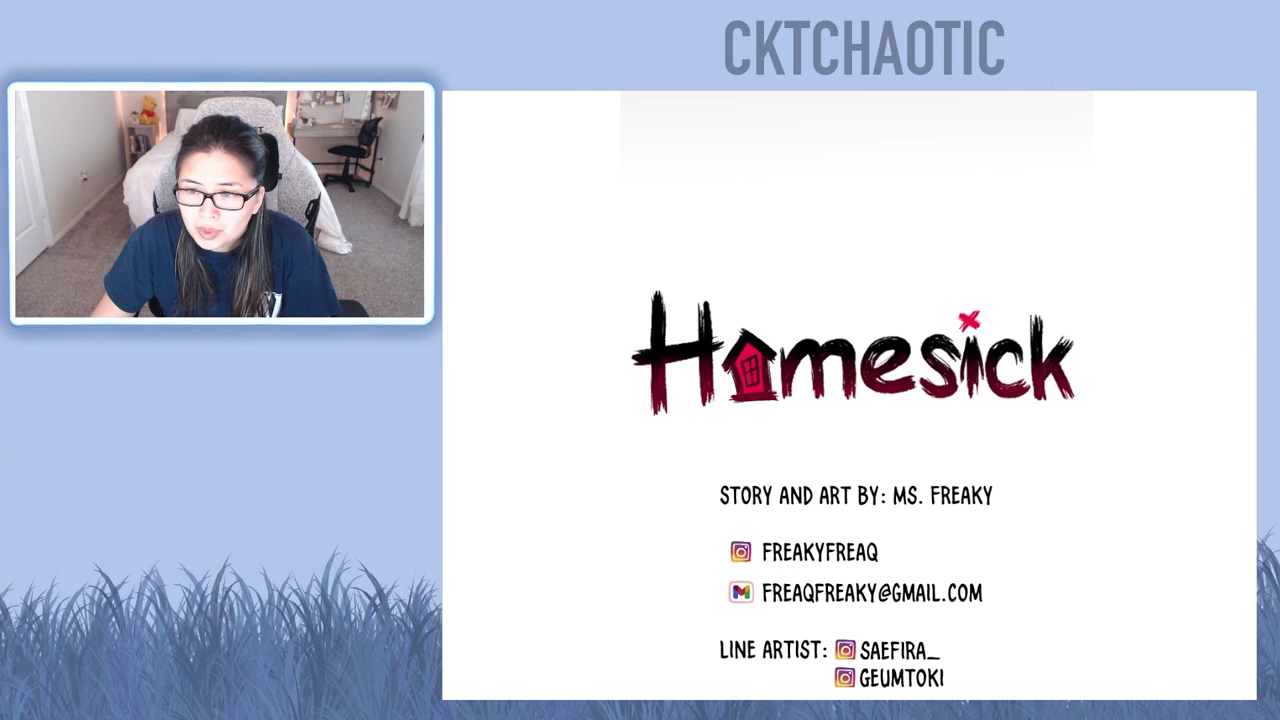 CKTCHAOTIC
Homesick
STORY AND ART BY: MS. FREAKY
FREAKYFREAQ
FREAQFREAKY@GMAIL.COM
LINE ARTIST: SAEFIRA_
GEUMTOKI